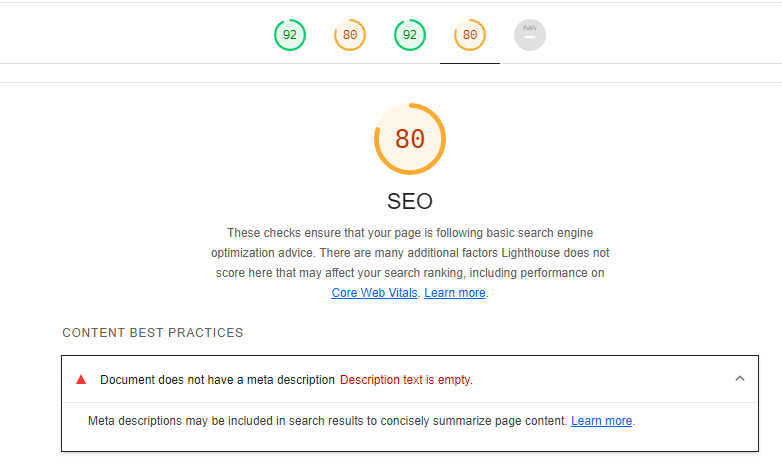 92 80 92 80 PWA
80
SEO
These checks ensure that your page is following basic search engine
optimization advice. There are many additional factors Lighthouse does not
score here that may affect your search ranking, including performance on
Core Web Vitals. Learn more.
CONTENT BEST PRACTICES
Document does not have a meta description Description text is empty.
Meta descriptions may be included in search results to concisely summarize page content. Learn more.